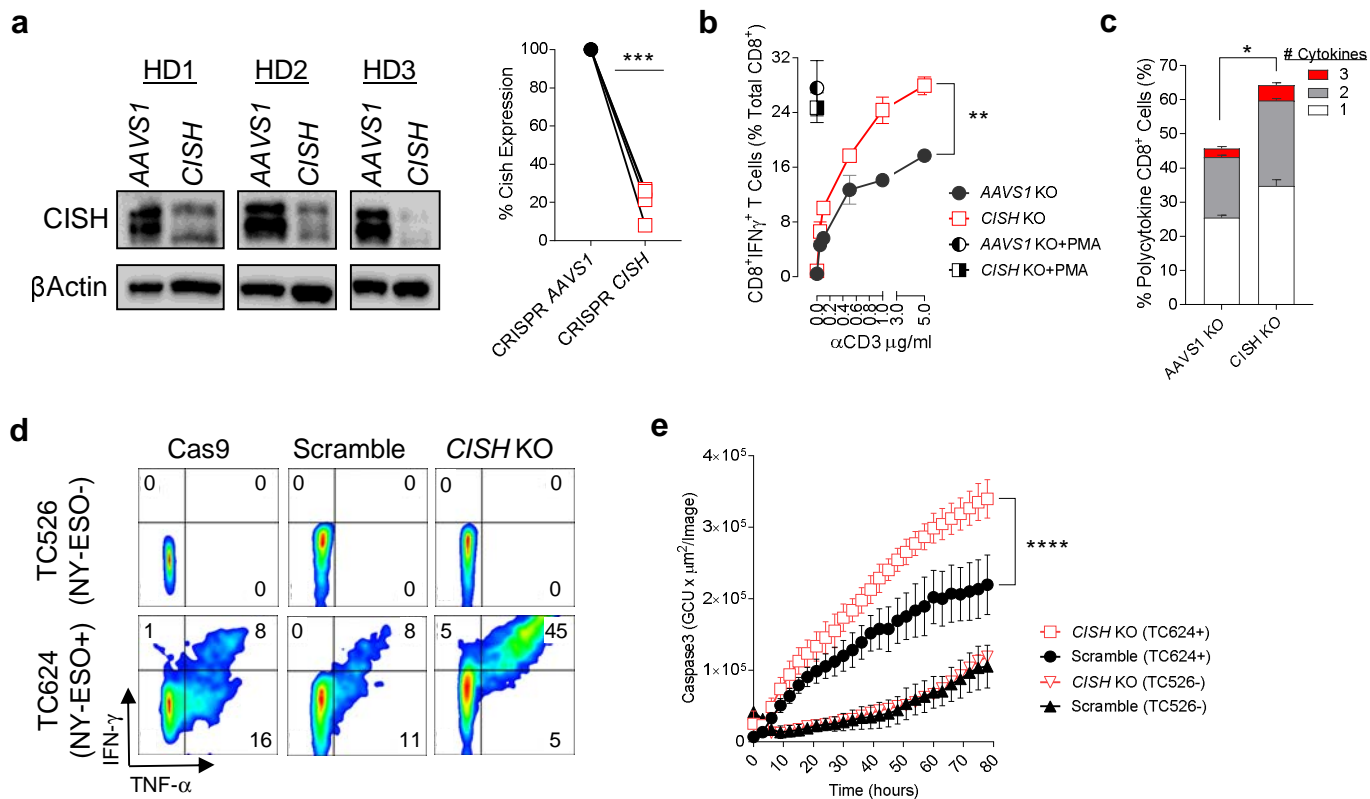 a
HD1 HD2 HD3
AAVS1 CISH AAVS1 CISH AAVS1 CISH
CISH
βActin
% Cish Expression
100
80
60
40
20
0
***
CRISPR AAVS1
CRISPR CISH
b
CD8⁺IFNγ⁺ T Cells (% Total CD8⁺)
32
24
16
8
0
**
AAVS1 KO
CISH KO
AAVS1 KO+PMA
CISH KO+PMA
0.0 0.2 0.4 0.6 0.8 1.0 3.0 5.0
αCD3 μg/ml
c
% Polycytokine CD8⁺ Cells (%)
70
60
50
40
30
20
10
0
*
# Cytokines
3
2
1
AAVS1 KO
CISH KO
d
Cas9 Scramble CISH KO
TC526
(NY-ESO-)
0 0 0 0 0 0
0 0 0
TC624
(NY-ESO+)
1 8 0 8 5 45
16 11 5
IFN-γ
TNF-α
e
Caspase3 (GCU x μm²/Image)
4×10⁵
3×10⁵
2×10⁵
1×10⁵
0
****
CISH KO (TC624+)
Scramble (TC624+)
CISH KO (TC526-)
Scramble (TC526-)
0 10 20 30 40 50 60 70 80
Time (hours)